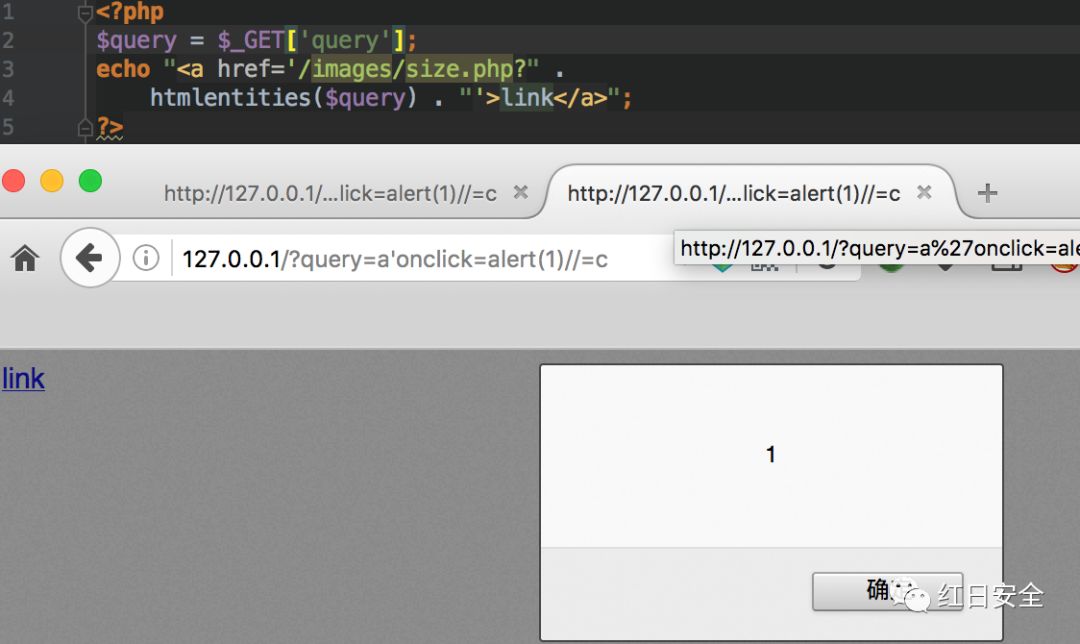 1 <?php
2 $query = $_GET['query'];
3 echo "<a href='/images/size.php?" .
4 htmlentities($query) . "'>link</a>";
5 ?>
http://127.0.0.1/...lick=alert(1)//=c × http://127.0.0.1/...lick=alert(1)//=c × +
127.0.0.1/?query=a'onclick=alert(1)//=c
http://127.0.0.1/?query=a%27onclick=ale
link
1
确
红日安全